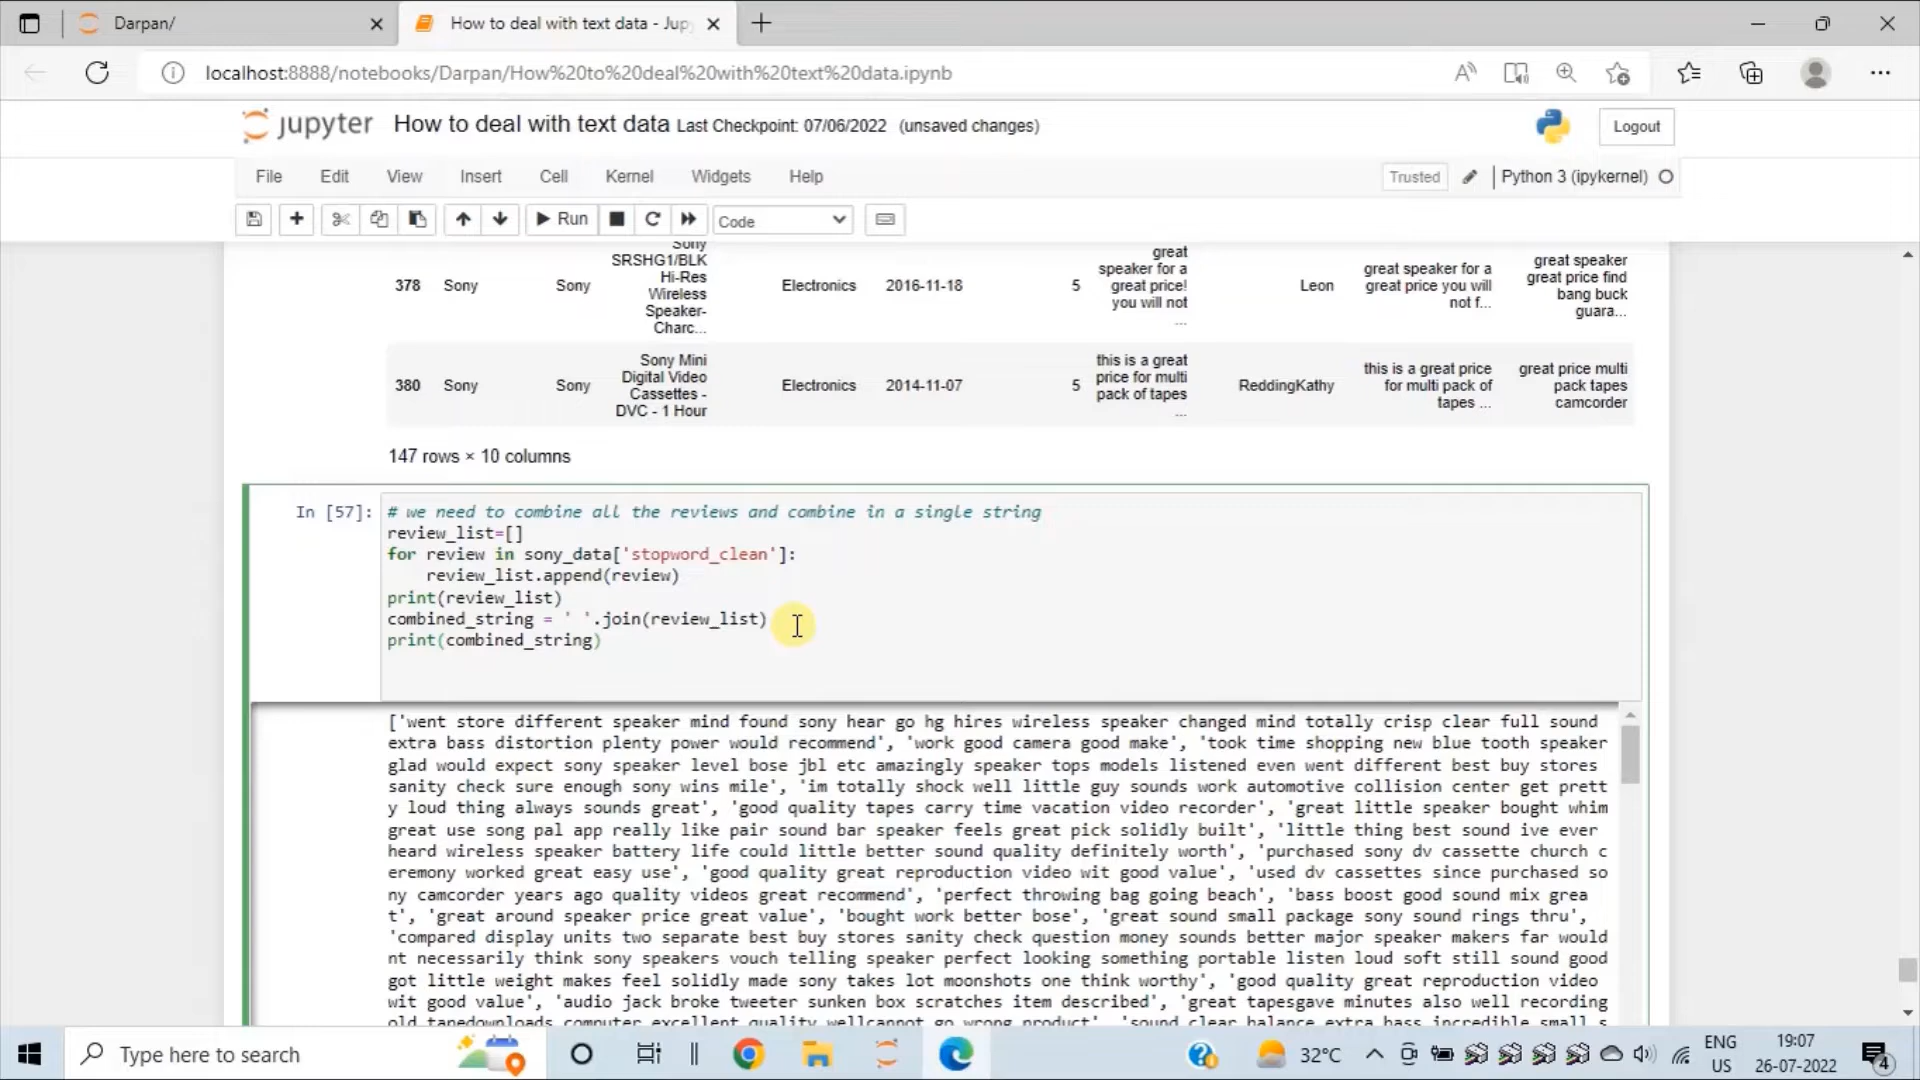 Darpan/
How to deal with text data - Jup
localhost:8888/notebooks/Darpan/How%20to%20deal%20with%20text%20data.ipynb
jupyter How to deal with text data Last Checkpoint: 07/06/2022 (unsaved changes)
Logout
File Edit View Insert Cell Kernel Widgets Help
Trusted Python 3 (ipykernel)
Run Code
378 Sony Sony Sony SRSHG1/BLK Hi-Res Wireless Speaker- Charc... Electronics 2016-11-18 5 great speaker for a great price! you will not ... Leon great speaker for a great price you will not f... great speaker great price find bang buck guara...
380 Sony Sony Sony Mini Digital Video Cassettes - DVC - 1 Hour Electronics 2014-11-07 5 this is a great price for multi pack of tapes ... ReddingKathy this is a great price for multi pack of tapes ... great price multi pack tapes camcorder
147 rows × 10 columns
In [57]: # we need to combine all the reviews and combine in a single string
review_list=[]
for review in sony_data['stopword_clean']:
review_list.append(review)
print(review_list)
combined_string = ' '.join(review_list)
print(combined_string)
['went store different speaker mind found sony hear go hg hires wireless speaker changed mind totally crisp clear full sound
extra bass distortion plenty power would recommend', 'work good camera good make', 'took time shopping new blue tooth speaker
glad would expect sony speaker level bose jbl etc amazingly speaker tops models listened even went different best buy stores
sanity check sure enough sony wins mile', 'im totally shock well little guy sounds work automotive collision center get prett
y loud thing always sounds great', 'good quality tapes carry time vacation video recorder', 'great little speaker bought whim
great use song pal app really like pair sound bar speaker feels great pick solidly built', 'little thing best sound ive ever
heard wireless speaker battery life could little better sound quality definitely worth', 'purchased sony dv cassette church c
eremony worked great easy use', 'good quality great reproduction video wit good value', 'used dv cassettes since purchased so
ny camcorder years ago quality videos great recommend', 'perfect throwing bag going beach', 'bass boost good sound mix grea
t', 'great around speaker price great value', 'bought work better bose', 'great sound small package sony sound rings thru',
'compared display units two separate best buy stores sanity check question money sounds better major speaker makers far would
nt necessarily think sony speakers vouch telling speaker perfect looking something portable listen loud soft still sound good
got little weight makes feel solidly made sony takes lot moonshots one think worthy', 'good quality great reproduction video
wit good value', 'audio jack broke tweeter sunken box scratches item described', 'great tapesgave minutes also well recording
old tapedownloads computer excellent quality wellcannot go wrong product', 'sound clear balance extra bass incredible small s
Type here to search
32°C
ENG
US
19:07
26-07-2022
4